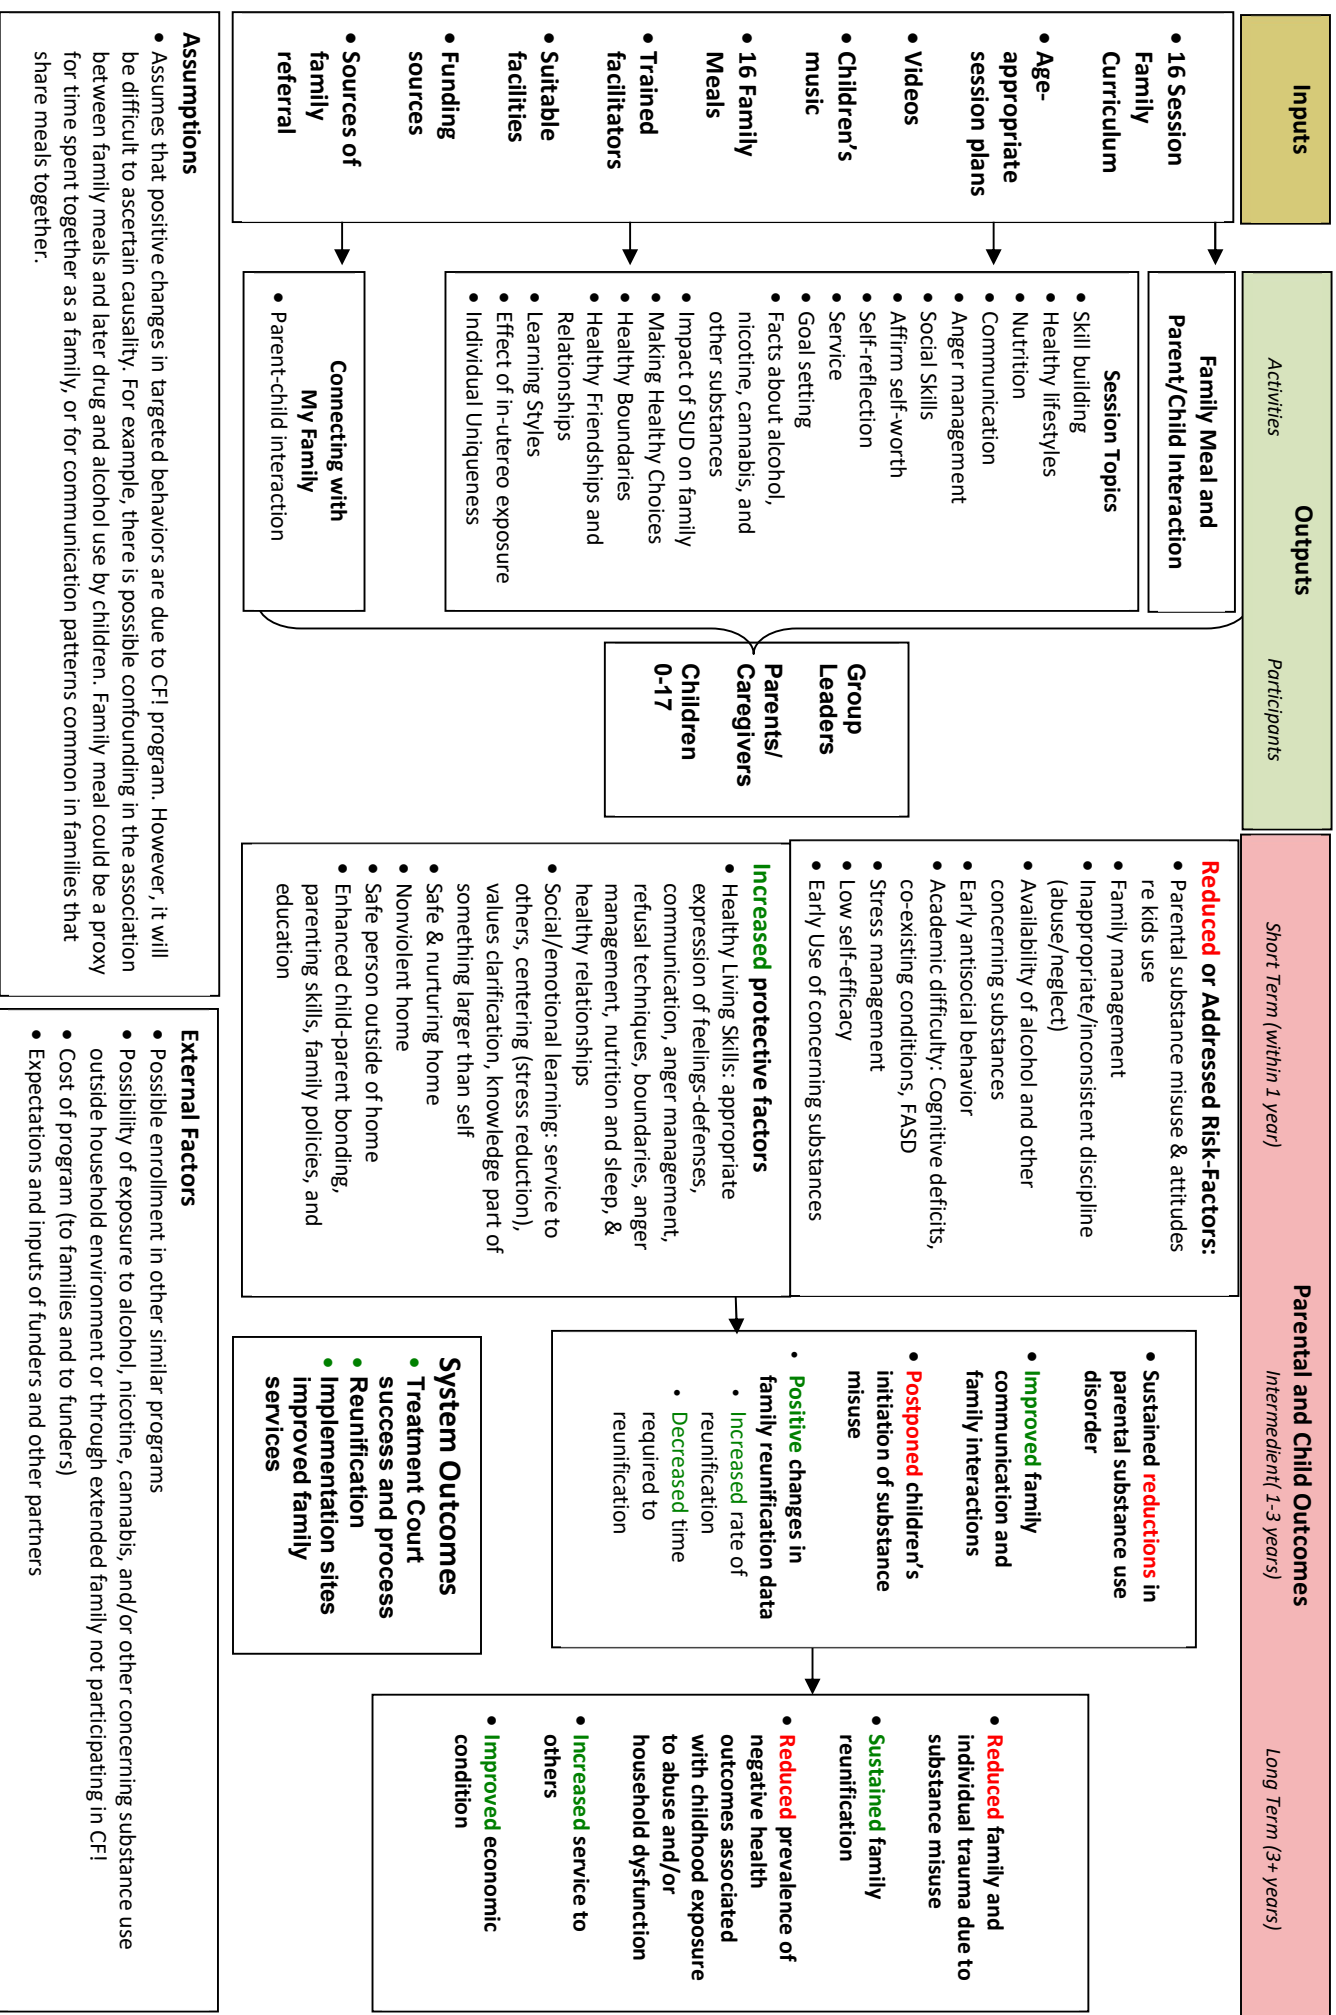 Inputs
Outputs
Parental and Child Outcomes
Activities
Participants
Short Term (within 1 year)
Intermedient( 1-3 years)
Long Term (3+ years)
• 16 Session
Family
Curriculum
• Age-
appropriate
session plans
• Videos
• Children’s
music
• 16 Family
Meals
• Trained
facilitators
• Suitable
facilities
• Funding
sources
• Sources of
family
referral
Family Meal and
Parent/Child Interaction
Session Topics
• Skill building
• Healthy lifestyles
• Nutrition
• Communication
• Anger management
• Social Skills
• Affirm self-worth
• Self-reflection
• Service
• Goal setting
• Facts about alcohol,
nicotine, cannabis, and
other substances
• Impact of SUD on family
• Making Healthy Choices
• Healthy Boundaries
• Healthy Friendships and
Relationships
• Learning Styles
• Effect of in-utereo exposure
• Individual Uniqueness
Connecting with
My Family
• Parent-child interaction
Group
Leaders
Parents/
Caregivers
Children
0-17
Reduced or Addressed Risk-Factors:
• Parental substance misuse & attitudes
re kids use
• Family management
• Inappropriate/inconsistent discipline
(abuse/neglect)
• Availability of alcohol and other
concerning substances
• Early antisocial behavior
• Academic difficulty: Cognitive deficits,
co-existing conditions, FASD
• Stress management
• Low self-efficacy
• Early Use of concerning substances
Increased protective factors
• Healthy Living Skills: appropriate
expression of feelings-defenses,
communication, anger management,
refusal techniques, boundaries, anger
management, nutrition and sleep, &
healthy relationships
• Social/emotional learning: service to
others, centering (stress reduction),
values clarification, knowledge part of
something larger than self
• Safe & nurturing home
• Nonviolent home
• Safe person outside of home
• Enhanced child-parent bonding,
parenting skills, family policies, and
education
• Sustained reductions in
parental substance use
disorder
• Improved family
communication and
family interactions
• Postponed children’s
initiation of substance
misuse
• Positive changes in
family reunification data
• Increased rate of
reunification
• Decreased time
required to
reunification
System Outcomes
• Treatment Court
success and process
• Reunification
• Implementation sites
improved family
services
• Reduced family and
individual trauma due to
substance misuse
• Sustained family
reunification
• Reduced prevalence of
negative health
outcomes associated
with childhood exposure
to abuse and/or
household dysfunction
• Increased service to
others
• Improved economic
condition
Assumptions
• Assumes that positive changes in targeted behaviors are due to CF! program. However, it will
be difficult to ascertain causality. For example, there is possible confounding in the association
between family meals and later drug and alcohol use by children. Family meal could be a proxy
for time spent together as a family, or for communication patterns common in families that
share meals together.
External Factors
• Possible enrollment in other similar programs
• Possibility of exposure to alcohol, nicotine, cannabis, and/or other concerning substance use
outside household environment or through extended family not participating in CF!
• Cost of program (to families and to funders)
• Expectations and inputs of funders and other partners